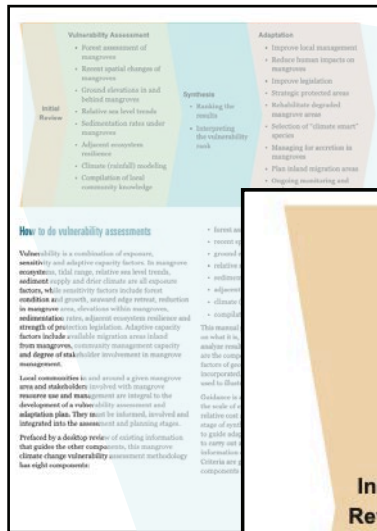 Vulnerability Assessment
• Forest assessment of
mangroves
• Recent spatial changes of
mangroves
• Ground elevations in and
behind mangroves
• Relative sea level trends
• Sedimentation rates under
mangroves
• Adjacent ecosystem
resilience
• Climate (rainfall) modeling
• Compilation of local
community knowledge
Initial
Review
Synthesis
• Ranking the
results
• Interpreting
the vulnerability
rank
Adaptation
• Improve local management
• Reduce human impacts on
mangroves
• Improve legislation
• Strategic protected areas
• Rehabilitate degraded
mangrove areas
• Selection of "climate smart"
species
• Managing for accretion in
mangroves
• Plan inland migration areas
• Ongoing monitoring and
How to do vulnerability assessments
Vulnerability is a combination of exposure,
sensitivity and adaptive capacity factors. In mangrove
ecosystems, tidal range, relative sea level trends,
sediment supply and drier climate are all exposure
factors, while sensitivity factors include forest
condition and growth, seaward edge retreat, reduction
in mangrove area, elevations within mangroves,
sedimentation rates, adjacent ecosystem resilience and
strength of protection legislation. Adaptive capacity
factors include available migration areas inland
from mangroves, community management capacity
and degree of stakeholder involvement in mangrove
management.
Local communities in and around a given mangrove
area and stakeholders involved with mangrove
resource use and management are integral to the
development of a vulnerability assessment and
adaptation plan. They must be informed, involved and
integrated into the assessment and planning stages.
Prefaced by a desktop review of existing information
that guides the other components, this mangrove
climate change vulnerability assessment methodology
has eight components:
• forest
• recent
• ground
• relative
• sedimen
• adjacent
• climate
• compilat
This manual
on what it is,
analyze result
are the compo
factors of
incorporated
used to illustr
Guidance is
the scale of
relative cost
stage of
to guide adap
to carry out
information
Criteria are
components
In
Re